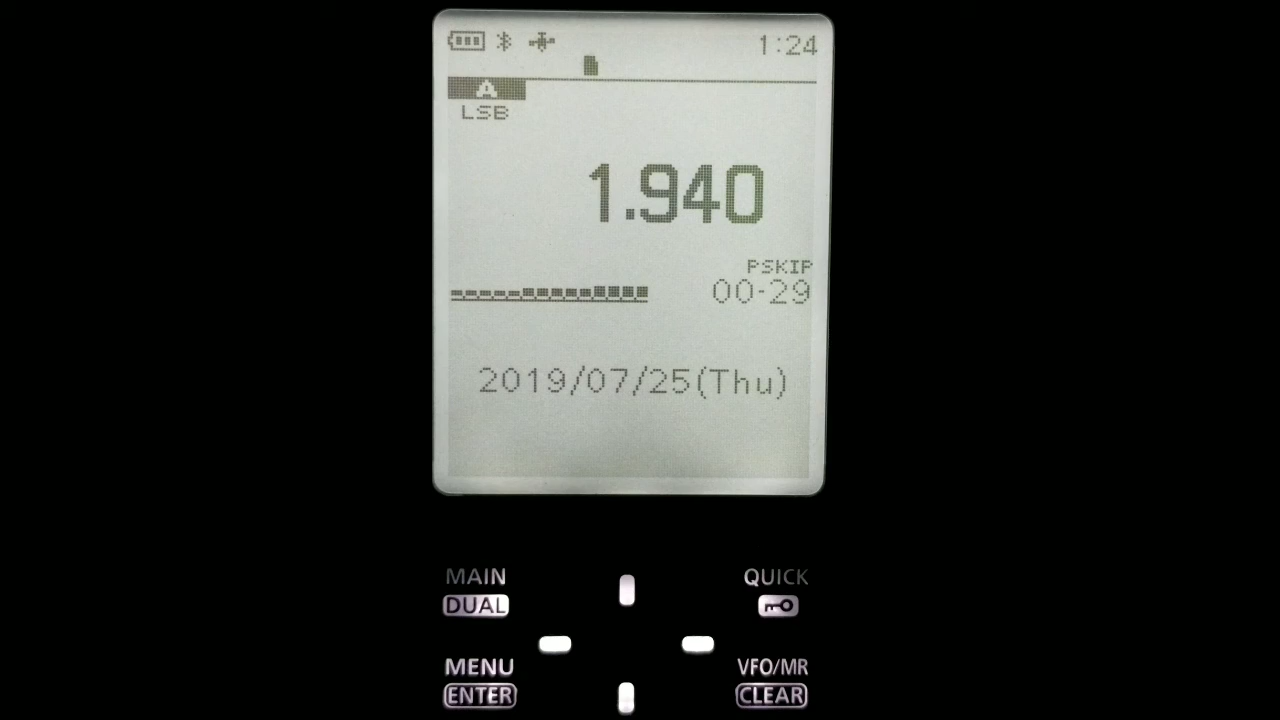 1:24
A
LSB
1.940
PSKIP
00-29
2019/07/25(Thu)
MAIN
DUAL
QUICK
MENU
ENTER
VFO/MR
CLEAR